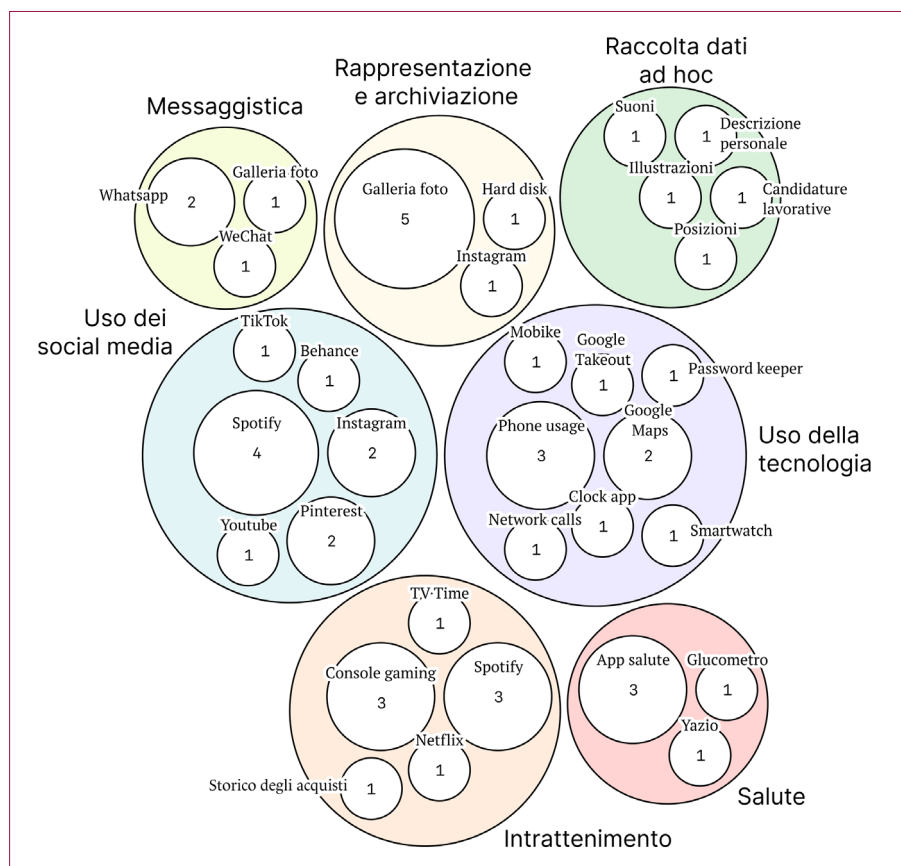 Messaggistica
Whatsapp
2
Galleria foto
1
WeChat
1
Rappresentazione
e archiviazione
Galleria foto
5
Hard disk
1
Instagram
1
Raccolta dati
ad hoc
Suoni
1
Descrizione
personale
1
Illustrazioni
1
Candidature
lavorative
1
Posizioni
1
Uso dei
social media
TikTok
1
Behance
1
Spotify
4
Instagram
2
Youtube
1
Pinterest
2
Uso della
tecnologia
Mobike
1
Google
Takeout
1
Password keeper
1
Phone usage
3
Google
Maps
2
Network calls
1
Clock app
1
Smartwatch
1
Intrattenimento
TV Time
1
Console gaming
3
Spotify
3
Netflix
1
Storico degli acquisti
1
Salute
App salute
3
Glucometro
1
Yazio
1